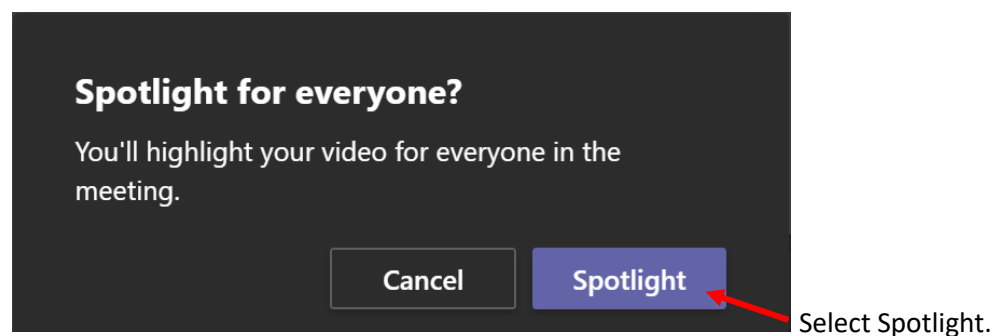 Spotlight for everyone?
You'll highlight your video for everyone in the
meeting.
Cancel Spotlight
Select Spotlight.